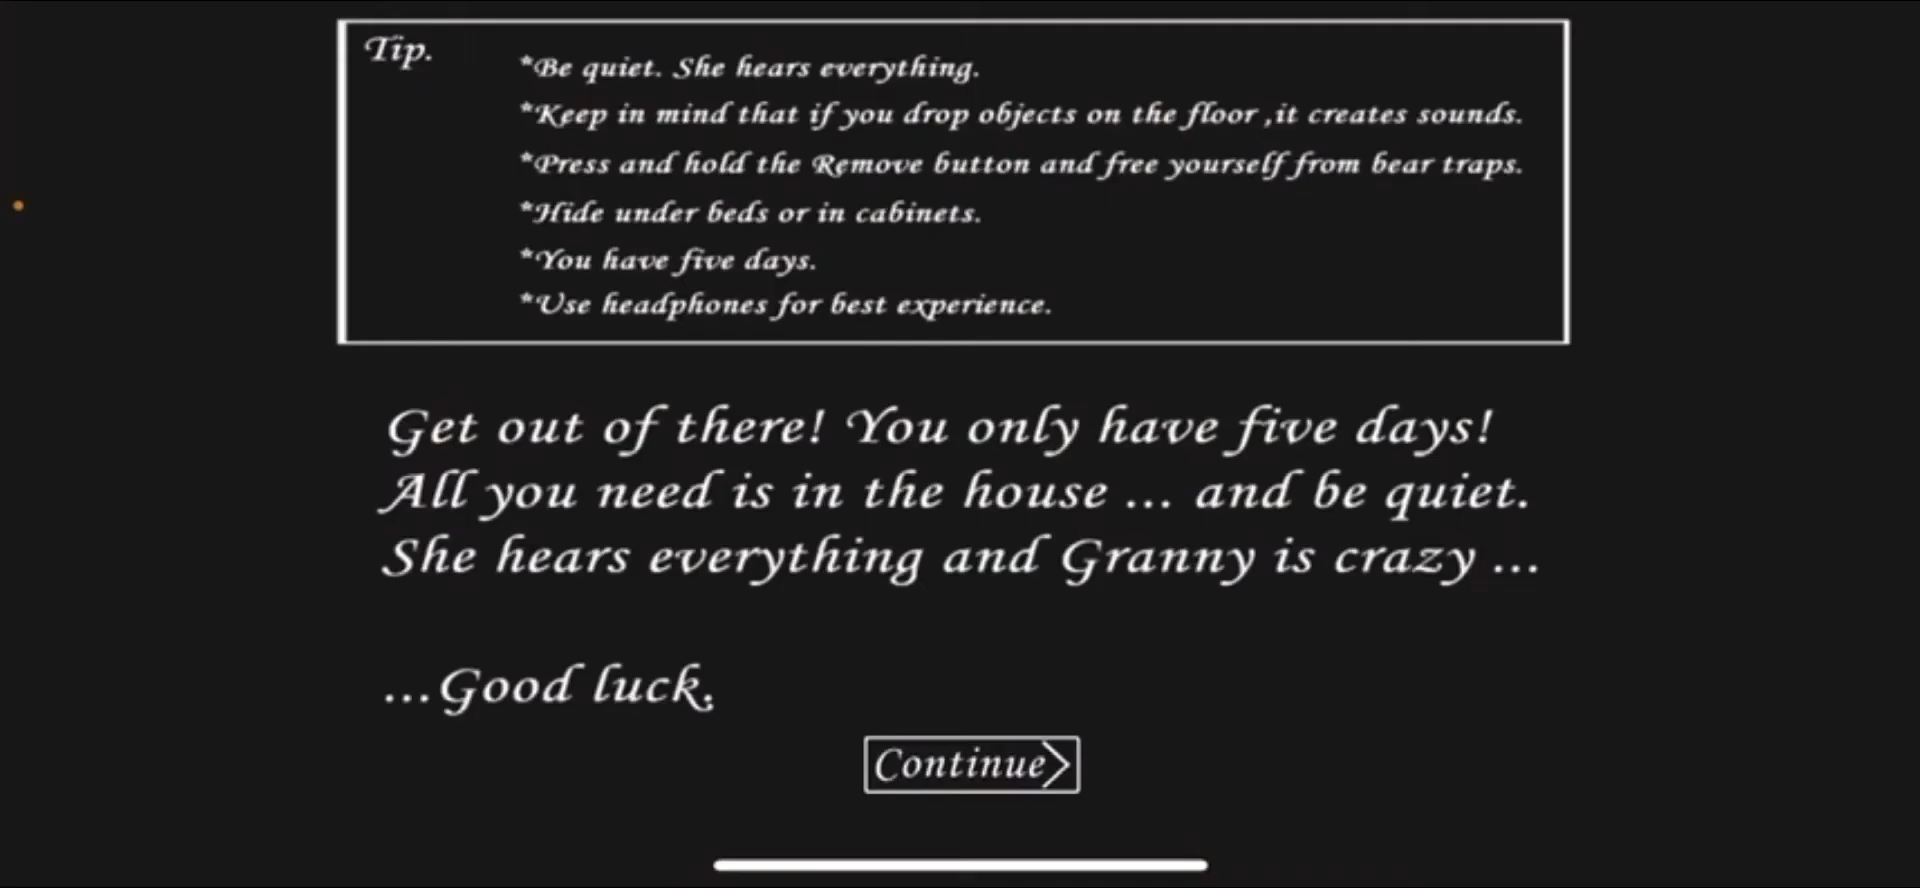 Tip.
*Be quiet. She hears everything.
*Keep in mind that if you drop objects on the floor ,it creates sounds.
*Press and hold the Remove button and free yourself from bear traps.
*Hide under beds or in cabinets.
*You have five days.
*Use headphones for best experience.
Get out of there! You only have five days!
All you need is in the house ... and be quiet.
She hears everything and Granny is crazy ...
...Good luck.
Continue